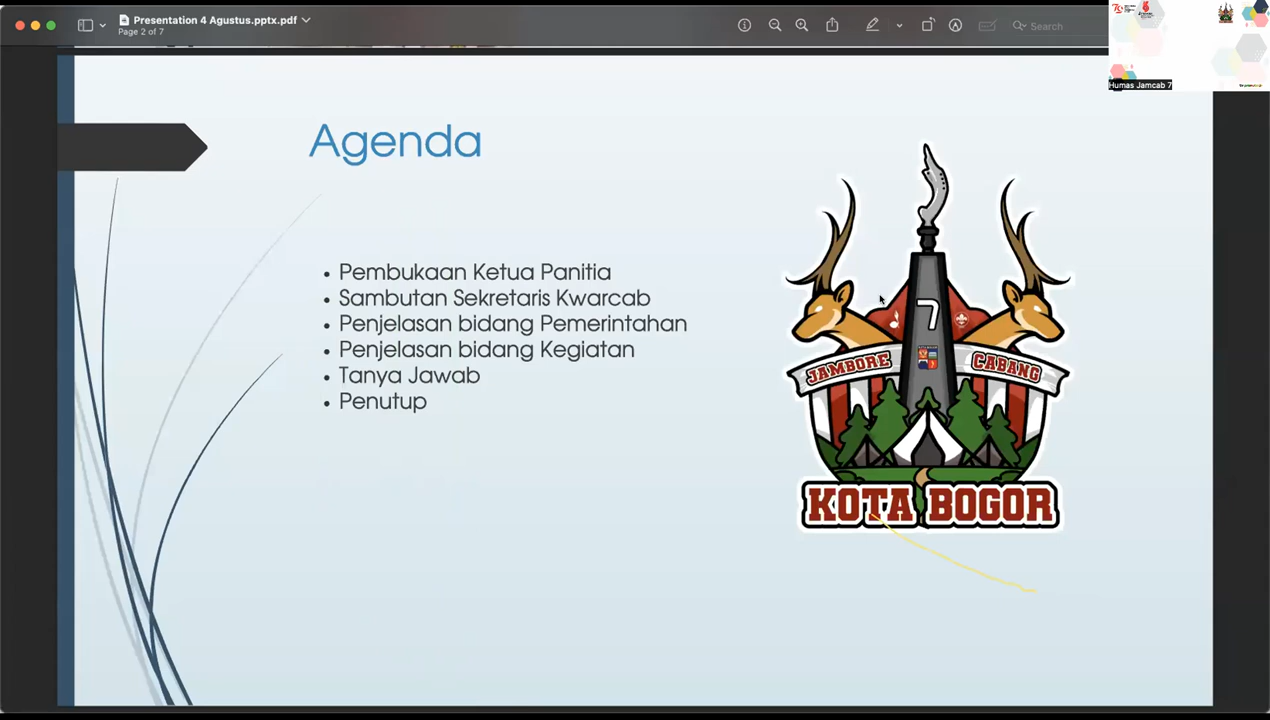 Presentation 4 Agustus.pptx.pdf
Page 2 of 7
Search
Humas Jamcab 7
Agenda
• Pembukaan Ketua Panitia
• Sambutan Sekretaris Kwarcab
• Penjelasan bidang Pemerintahan
• Penjelasan bidang Kegiatan
• Tanya Jawab
• Penutup
7
JAMBORE CABANG
KOTA BOGOR